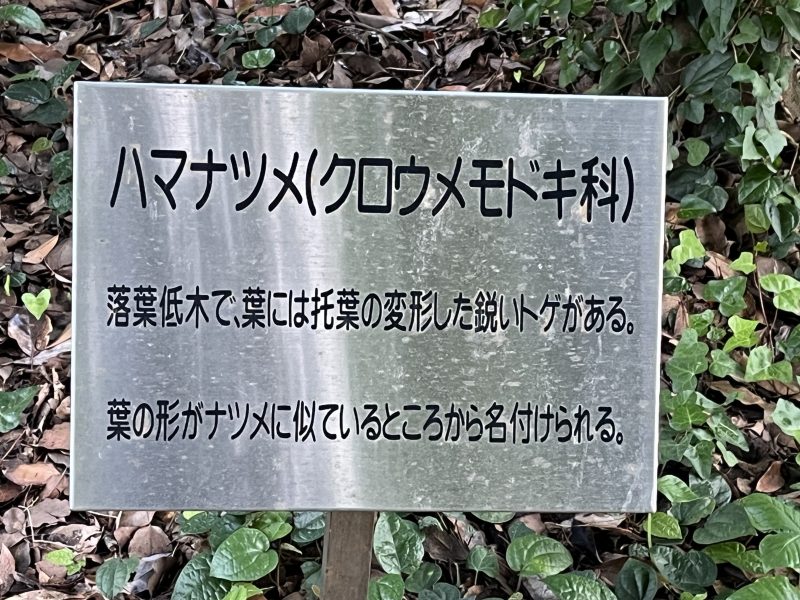 ハマナツメ(クロウメモドキ科)
落葉低木で、葉には托葉の変形した鋭いトゲがある。
葉の形がナツメに似ているところから名付けられる。